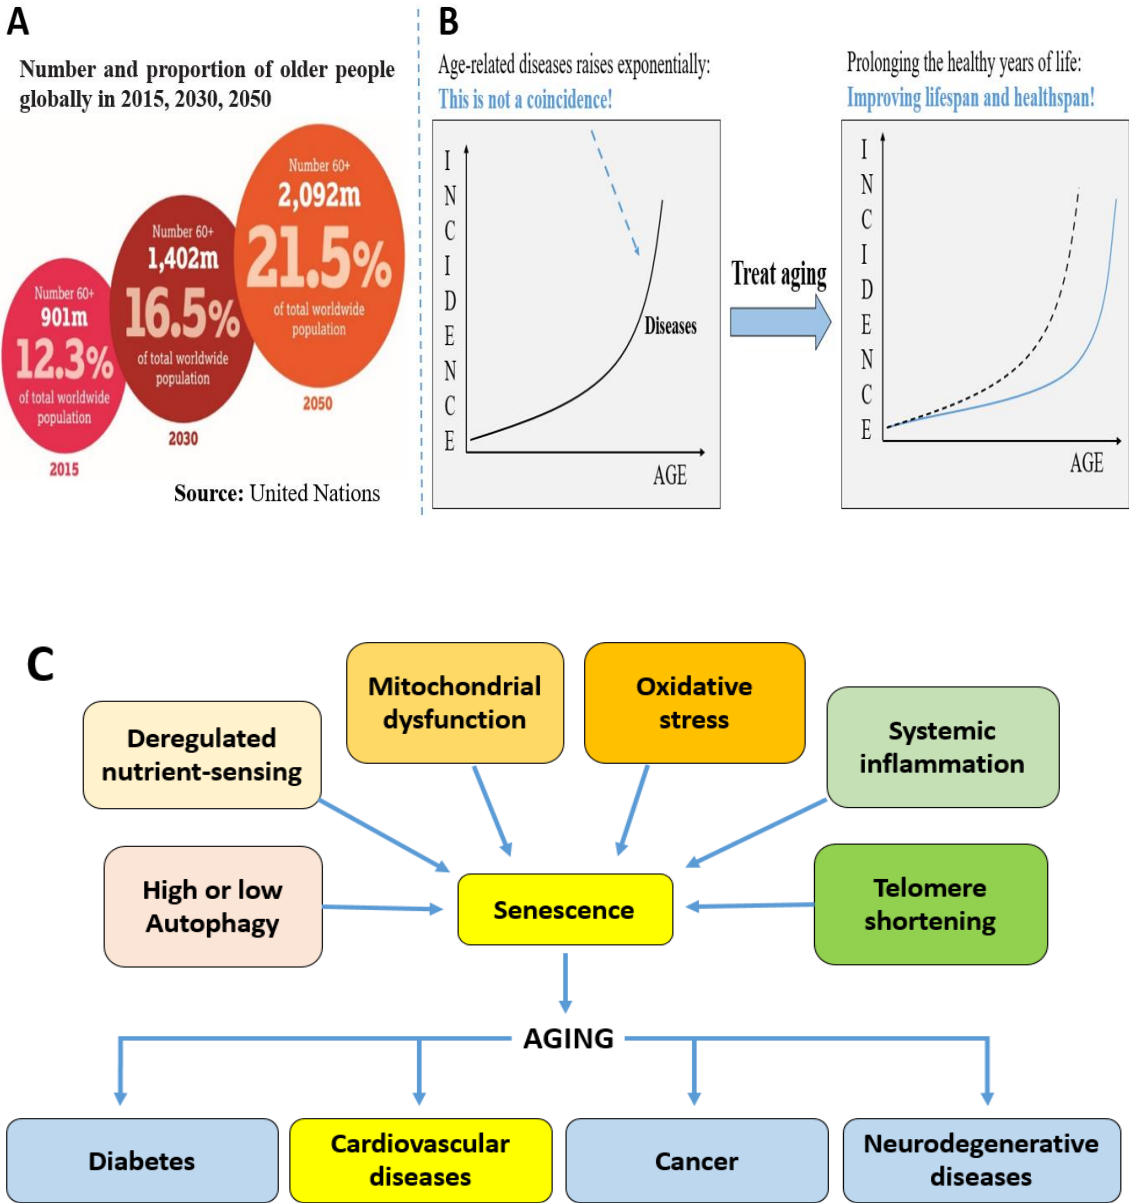 A
Number and proportion of older people
globally in 2015, 2030, 2050
Number 60+
901m
12.3%
of total worldwide
population
2015
Number 60+
1,402m
16.5%
of total worldwide
population
2030
Number 60+
2,092m
21.5%
of total worldwide
population
2050
Source: United Nations
B
Age-related diseases raises exponentially:
This is not a coincidence!
INCIDENCE
Diseases
AGE
Treat aging
Prolonging the healthy years of life:
Improving lifespan and healthspan!
INCIDENCE
AGE
C
Deregulated
nutrient-sensing
Mitochondrial
dysfunction
Oxidative
stress
Systemic
inflammation
High or low
Autophagy
Senescence
Telomere
shortening
AGING
Diabetes
Cardiovascular
diseases
Cancer
Neurodegenerative
diseases